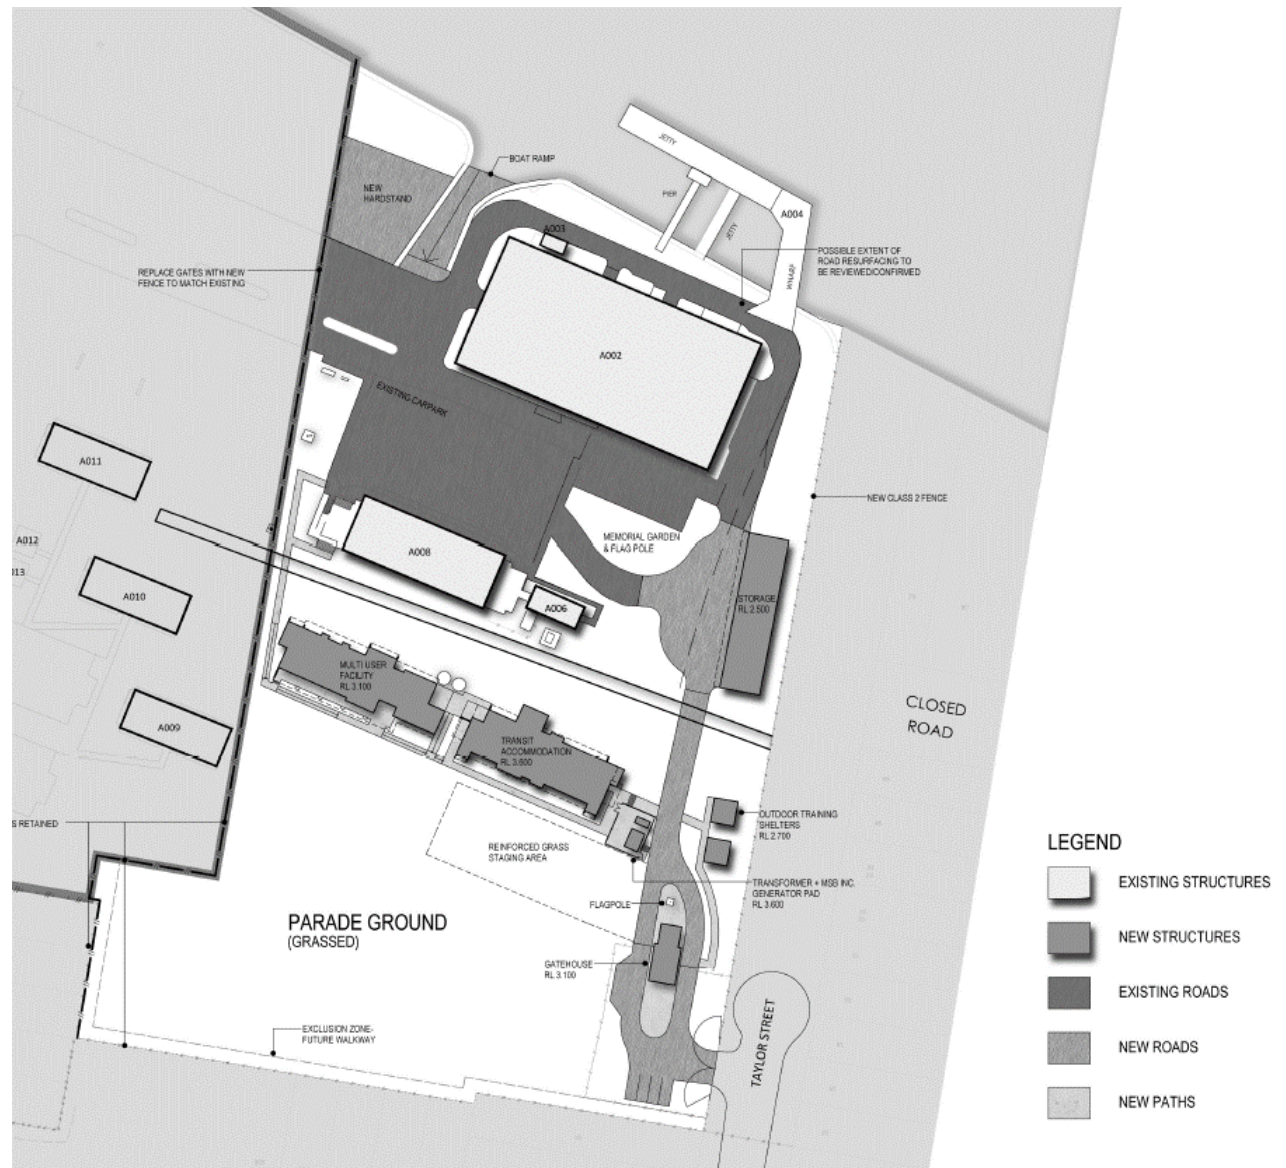 JETTY
BOAT RAMP
NEW
HARDSTAND
PIER
JETTY
A004
A003
POSSIBLE EXTENT OF
ROAD RESURFACING TO
BE REVIEWED/CONFIRMED
WHARF
REPLACE GATES WITH NEW
FENCE TO MATCH EXISTING
A002
EXISTING CARPARK
A011
NEW CLASS 2 FENCE
A012
013
A008
MEMORIAL GARDEN
& FLAG POLE
A010
A006
STORAGE
RL 2.500
MULTI USER
FACILITY
RL 3.100
A009
CLOSED
ROAD
TRANSIT
ACCOMMODATION
RL 3.600
S RETAINED
OUTDOOR TRAINING
SHELTERS
RL 2.700
REINFORCED GRASS
STAGING AREA
TRANSFORMER + MSB INC.
GENERATOR PAD
RL 3.600
FLAGPOLE
PARADE GROUND
(GRASSED)
GATEHOUSE
RL 3.100
EXCLUSION ZONE-
FUTURE WALKWAY
TAYLOR STREET
LEGEND
EXISTING STRUCTURES
NEW STRUCTURES
EXISTING ROADS
NEW ROADS
NEW PATHS